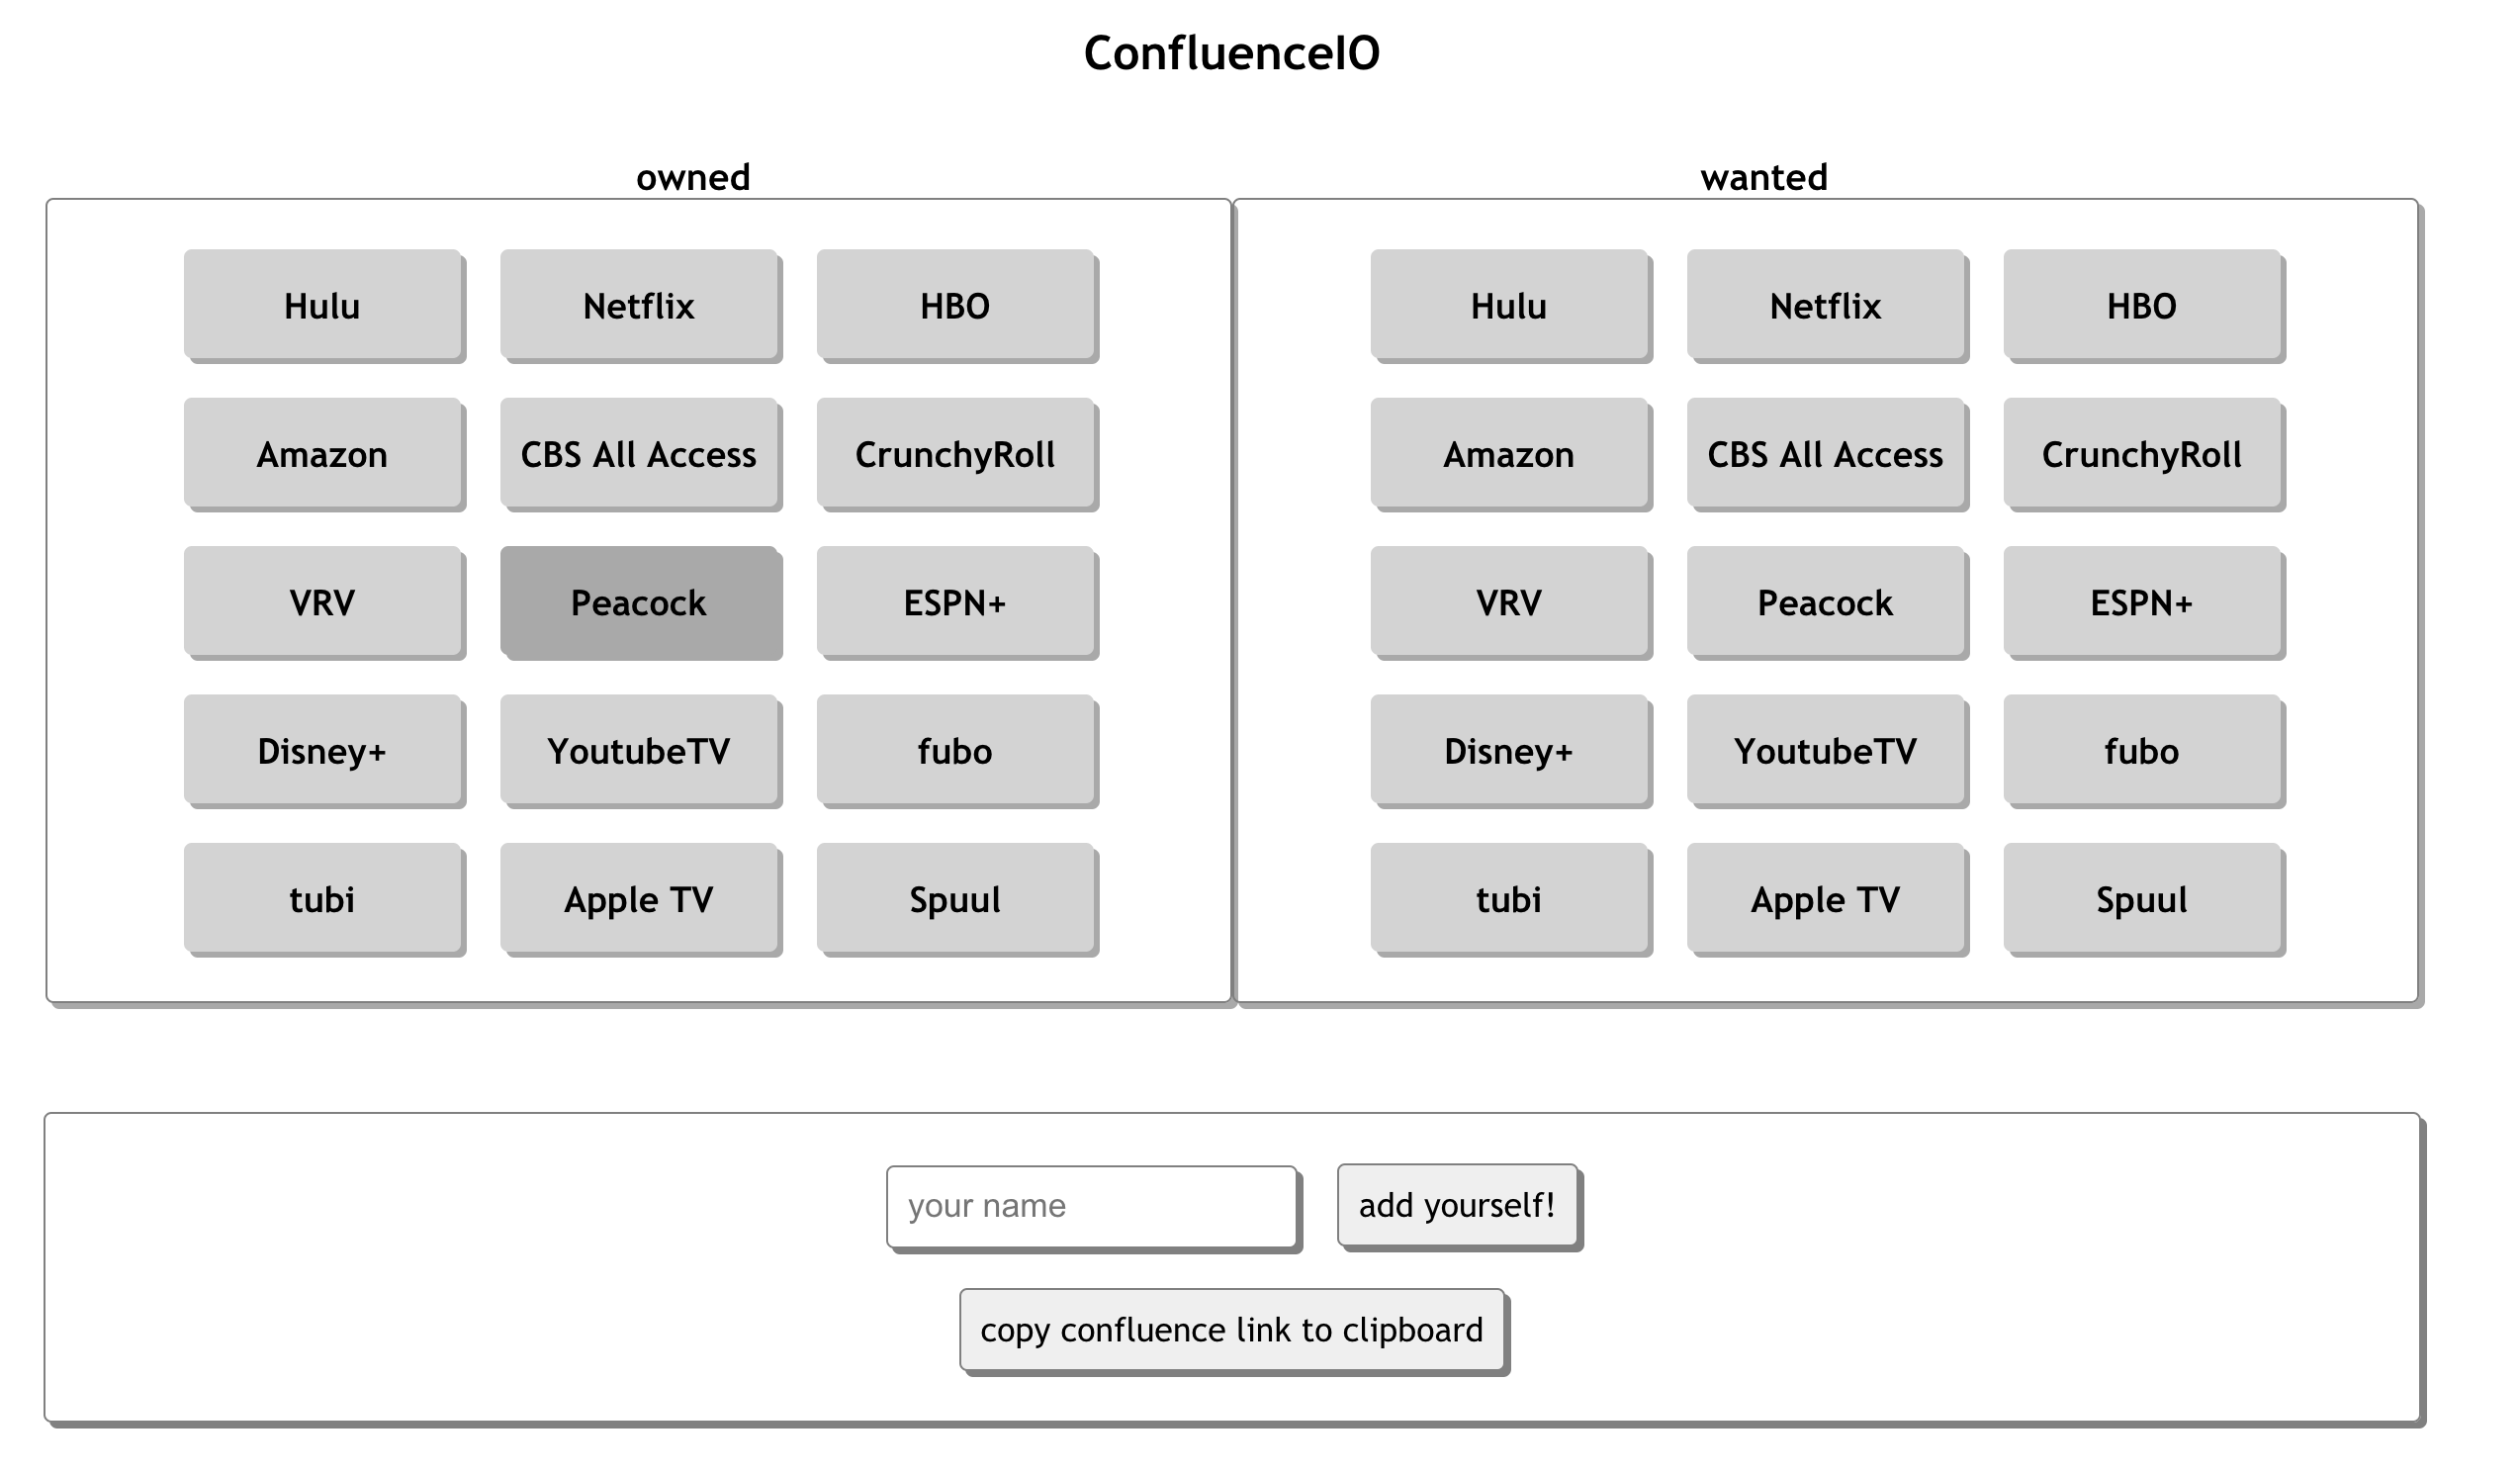 ConfluenceIO
owned
wanted
Hulu Netflix HBO
Amazon CBS All Access CrunchyRoll
VRV Peacock ESPN+
Disney+ YoutubeTV fubo
tubi Apple TV Spuul
Hulu Netflix HBO
Amazon CBS All Access CrunchyRoll
VRV Peacock ESPN+
Disney+ YoutubeTV fubo
tubi Apple TV Spuul
your name add yourself!
copy confluence link to clipboard